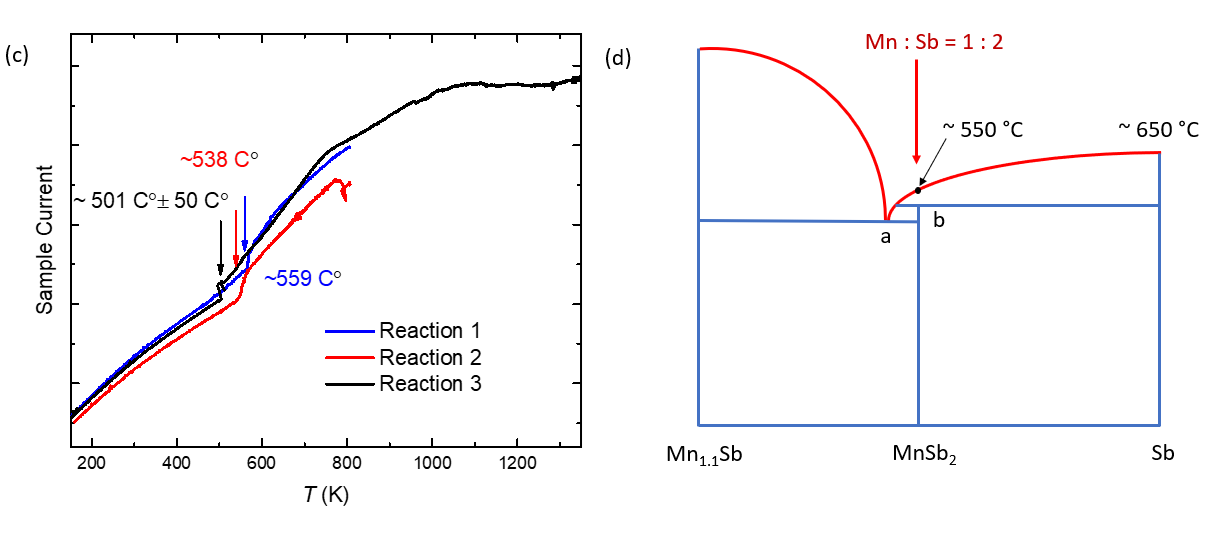 (c)
Sample Current
~538 C°
~ 501 C°± 50 C°
~559 C°
Reaction 1
Reaction 2
Reaction 3
200 400 600 800 1000 1200
T (K)
(d)
Mn : Sb = 1 : 2
~ 550 °C
~ 650 °C
a
b
Mn₁.₁Sb
MnSb₂
Sb